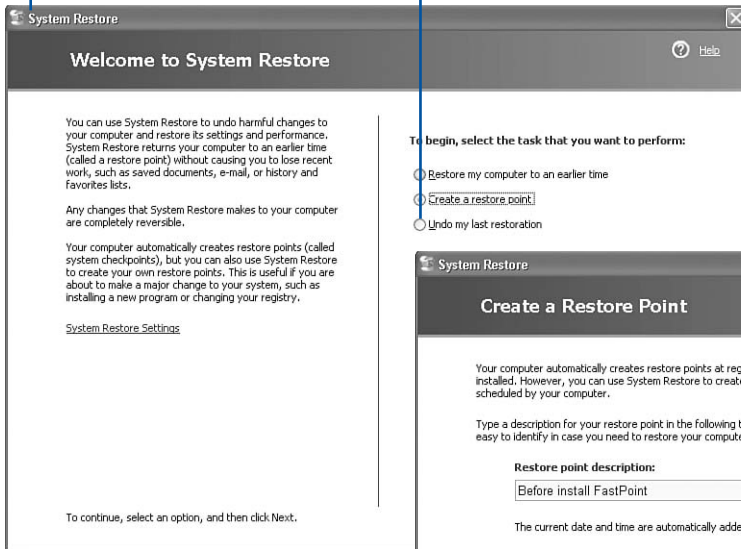 System Restore
Welcome to System Restore
Help
You can use System Restore to undo harmful changes to
your computer and restore its settings and performance.
System Restore returns your computer to an earlier time
(called a restore point) without causing you to lose recent
work, such as saved documents, e-mail, or history and
favorites lists.
Any changes that System Restore makes to your computer
are completely reversible.
Your computer automatically creates restore points (called
system checkpoints), but you can also use System Restore
to create your own restore points. This is useful if you are
about to make a major change to your system, such as
installing a new program or changing your registry.
System Restore Settings
To continue, select an option, and then click Next.
To begin, select the task that you want to perform:
Restore my computer to an earlier time
Create a restore point
Undo my last restoration
System Restore
Create a Restore Point
Your computer automatically creates restore points at reg
installed. However, you can use System Restore to create
scheduled by your computer.
Type a description for your restore point in the following t
easy to identify in case you need to restore your compute
Restore point description:
Before install FastPoint
The current date and time are automatically adde